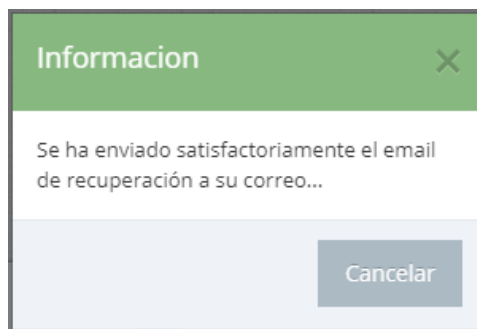 Informacion
Se ha enviado satisfactoriamente el email
de recuperación a su correo...
Cancelar